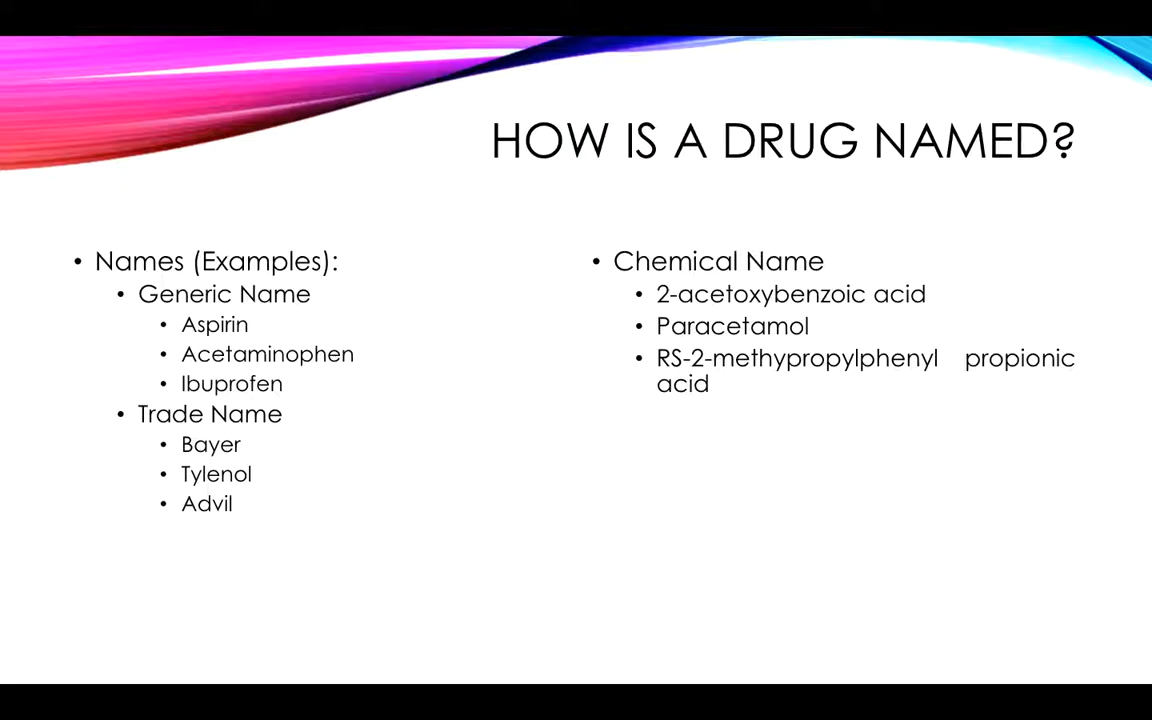 HOW IS A DRUG NAMED?
• Names (Examples):
• Generic Name
• Aspirin
• Acetaminophen
• Ibuprofen
• Trade Name
• Bayer
• Tylenol
• Advil
• Chemical Name
• 2-acetoxybenzoic acid
• Paracetamol
• RS-2-methypropylphenyl propionic
acid